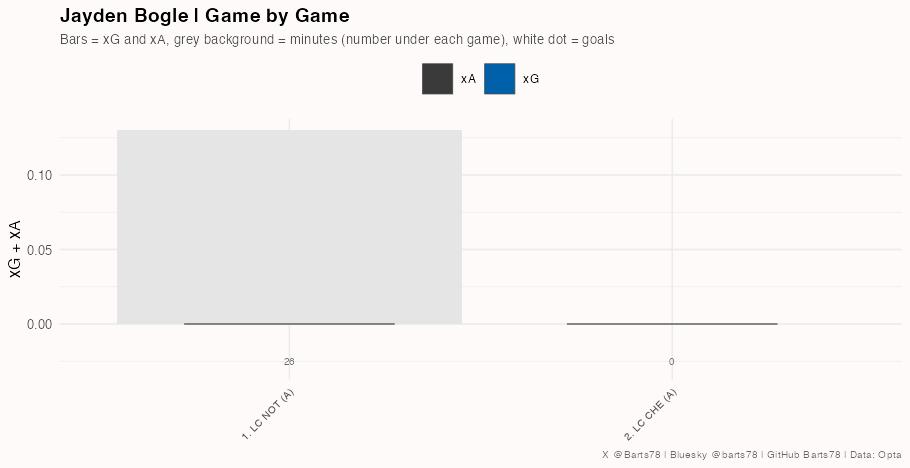 Jayden Bogle | Game by Game
Bars = xG and xA, grey background = minutes (number under each game), white dot = goals
xA
xG
xG + xA
0.10
0.05
0.00
26
0
1. LC NOT (A)
2. LC CHE (A)
X @Barts78 | Bluesky @barts78 | GitHub Barts78 | Data: Opta